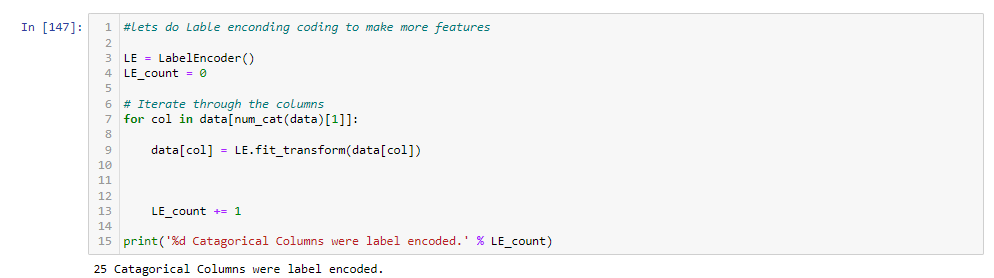 In [147]:
1 #lets do Lable enconding coding to make more features
2
3 LE = LabelEncoder()
4 LE_count = 0
5
6 # Iterate through the columns
7 for col in data[num_cat(data)[1]]:
8
9     data[col] = LE.fit_transform(data[col])
10
11
12
13     LE_count += 1
14
15 print('%d Catagorical Columns were label encoded.' % LE_count)
25 Catagorical Columns were label encoded.